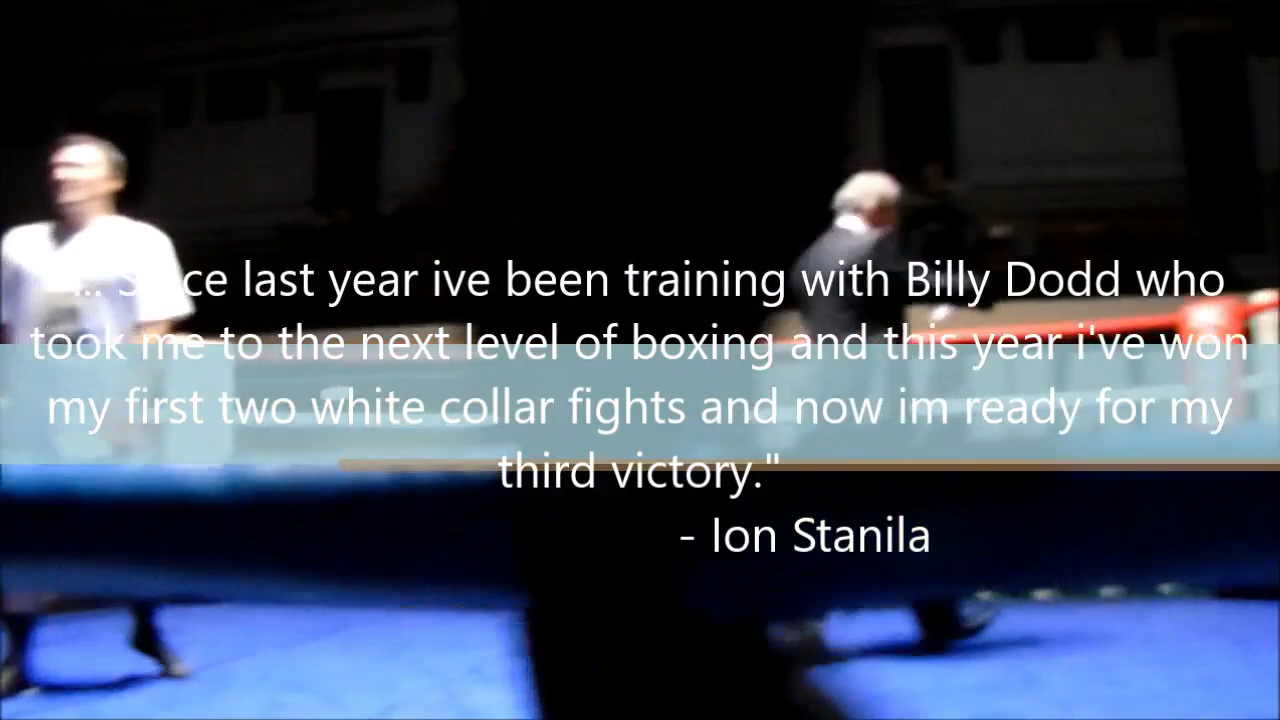 ... Since last year ive been training with Billy Dodd who
took me to the next level of boxing and this year i've won
my first two white collar fights and now im ready for my
third victory."
- Ion Stanila